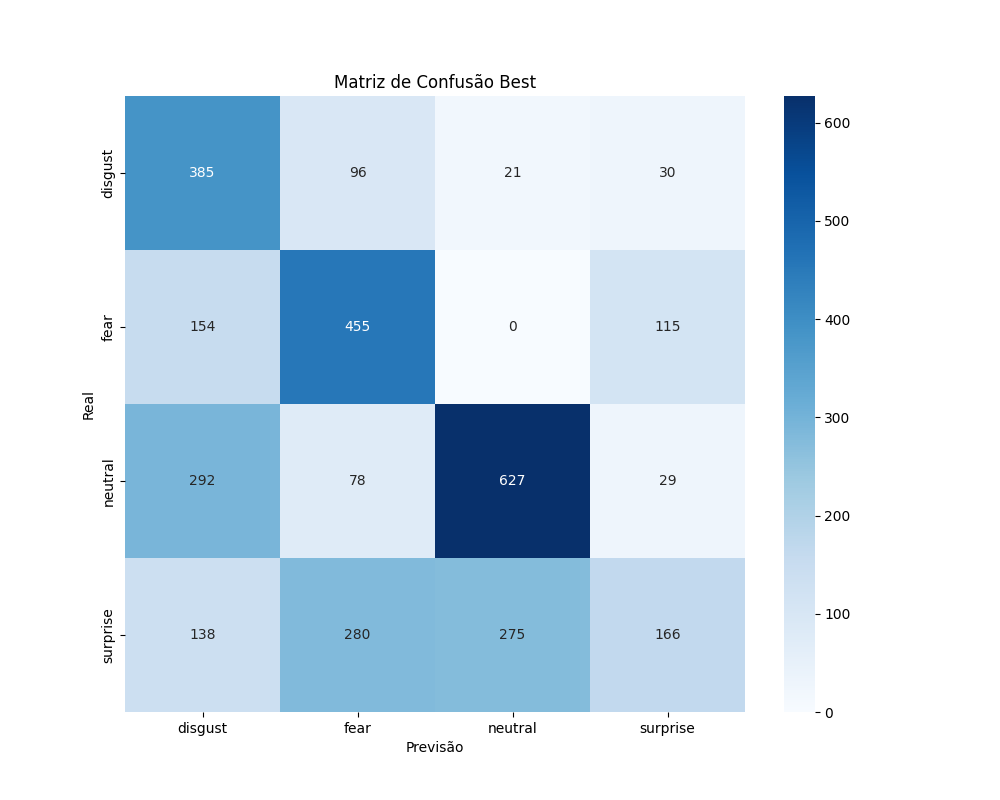 Matriz de Confusão Best
disgust 385 96 21 30
fear 154 455 0 115
neutral 292 78 627 29
surprise 138 280 275 166
disgust fear neutral surprise
Previsão
Real
600
500
400
300
200
100
0